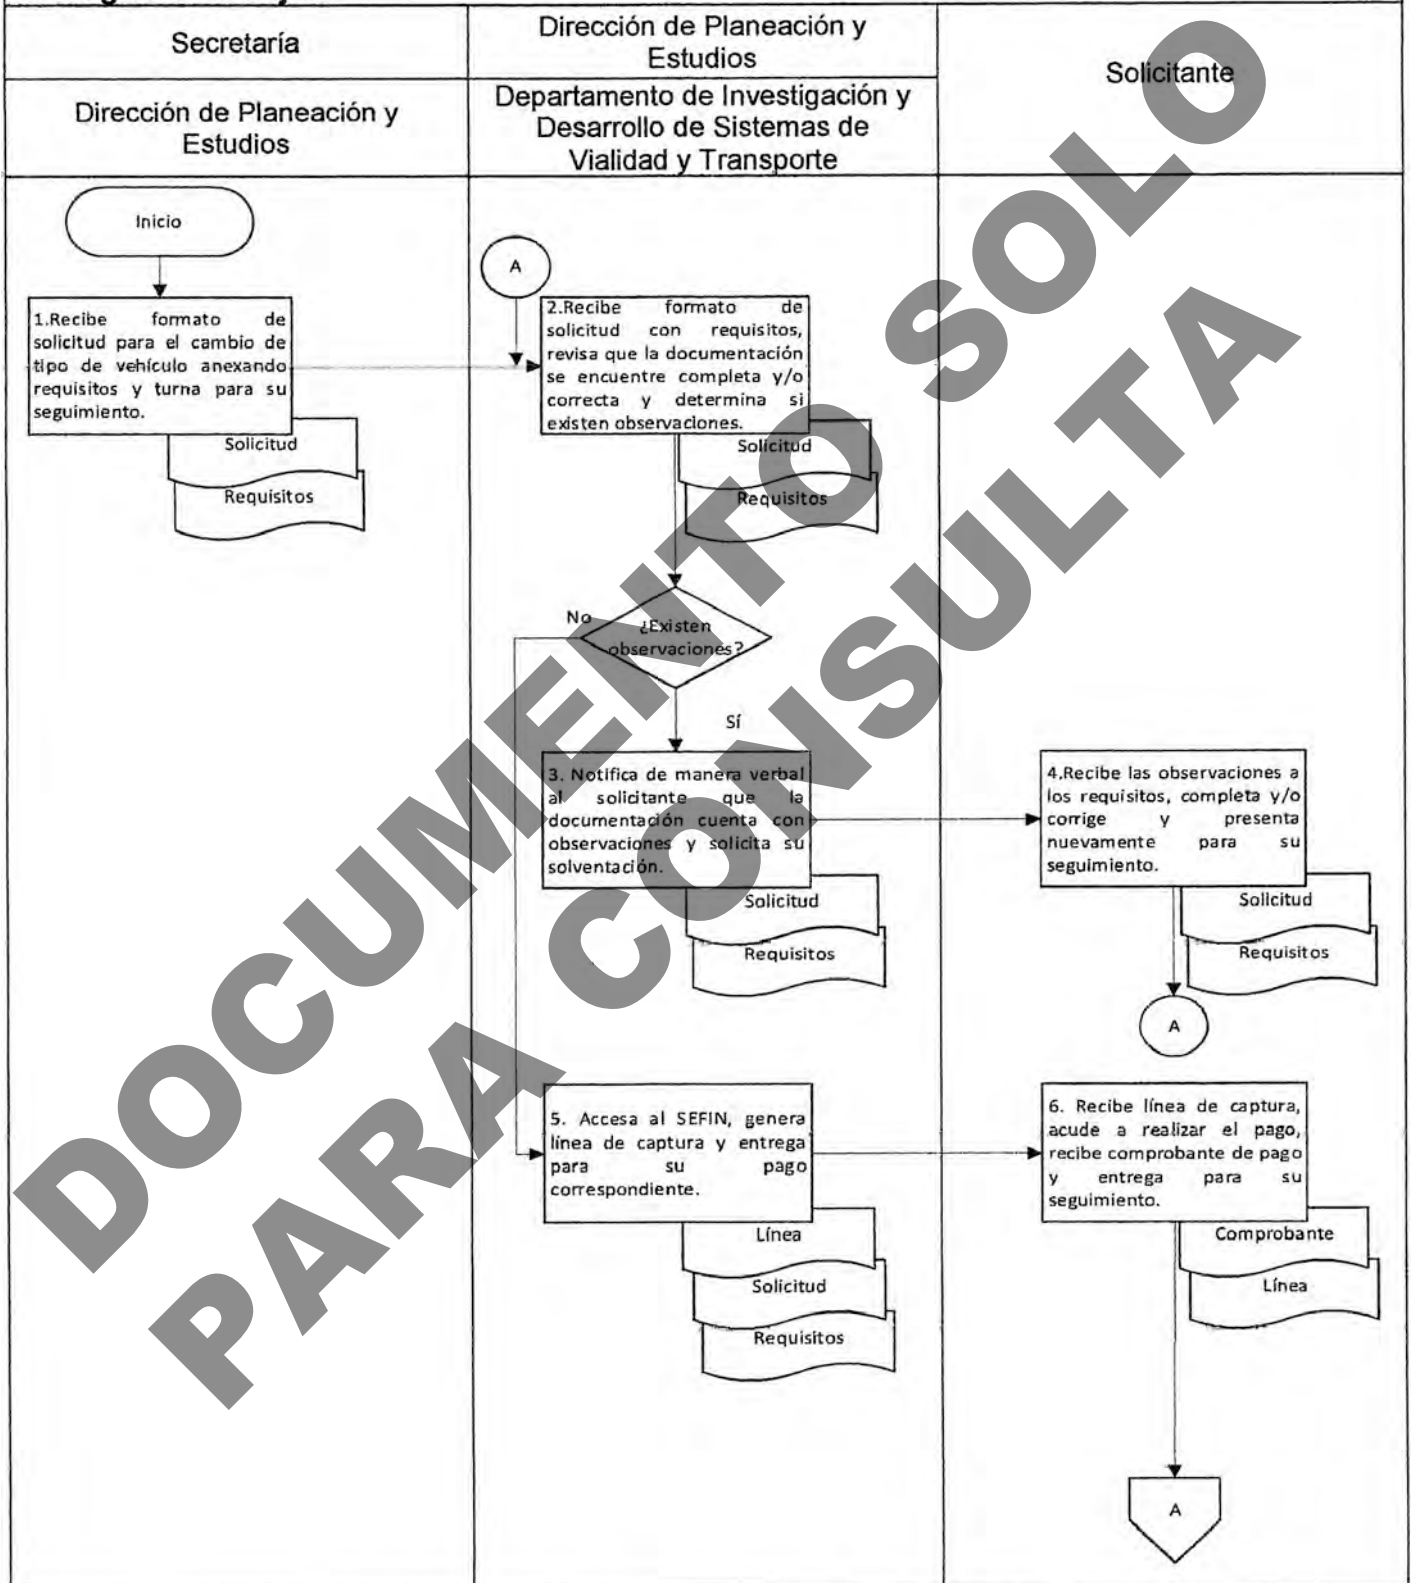 Secretaría
Dirección de Planeación y
Estudios
Dirección de Planeación y
Estudios
Departamento de Investigación y
Desarrollo de Sistemas de
Vialidad y Transporte
Solicitante
Inicio
1.Recibe formato de
solicitud para el cambio de
tipo de vehículo anexando
requisitos y turna para su
seguimiento.
Solicitud
Requisitos
A
2.Recibe formato de
solicitud con requisitos,
revisa que la documentación
se encuentre completa y/o
correcta y determina si
existen observaciones.
Solicitud
Requisitos
No
¿Existen
observaciones?
Sí
3. Notifica de manera verbal
al solicitante que la
documentación cuenta con
observaciones y solicita su
solventación.
Solicitud
Requisitos
4.Recibe las observaciones a
los requisitos, completa y/o
corrige y presenta
nuevamente para su
seguimiento.
Solicitud
Requisitos
A
5. Accesa al SEFIN, genera
línea de captura y entrega
para su pago
correspondiente.
Línea
Solicitud
Requisitos
6. Recibe línea de captura,
acude a realizar el pago,
recibe comprobante de pago
y entrega para su
seguimiento.
Comprobante
Línea
A
DOCUMENTO SOLO
PARA CONSULTA